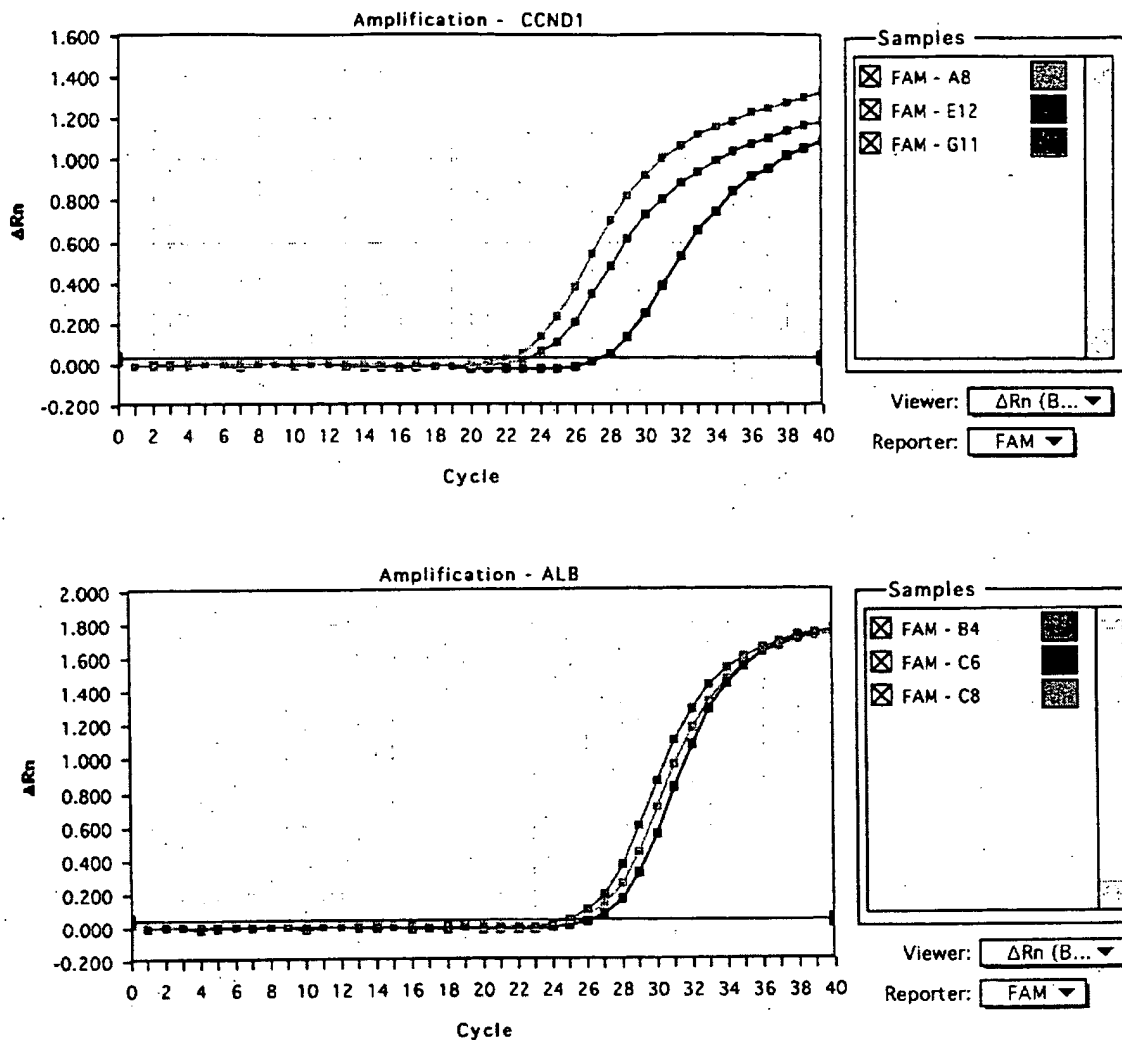 Amplification - CCND1
1.600
1.400
1.200
1.000
0.800
0.600
0.400
0.200
0.000
-0.200
ΔRn
0 2 4 6 8 10 12 14 16 18 20 22 24 26 28 30 32 34 36 38 40
Cycle
Samples
FAM - A8
FAM - E12
FAM - G11
Viewer: ΔRn (B...
Reporter: FAM
Amplification - ALB
2.000
1.800
1.600
1.400
1.200
1.000
0.800
0.600
0.400
0.200
0.000
-0.200
ΔRn
0 2 4 6 8 10 12 14 16 18 20 22 24 26 28 30 32 34 36 38 40
Cycle
Samples
FAM - B4
FAM - C6
FAM - C8
Viewer: ΔRn (B...
Reporter: FAM